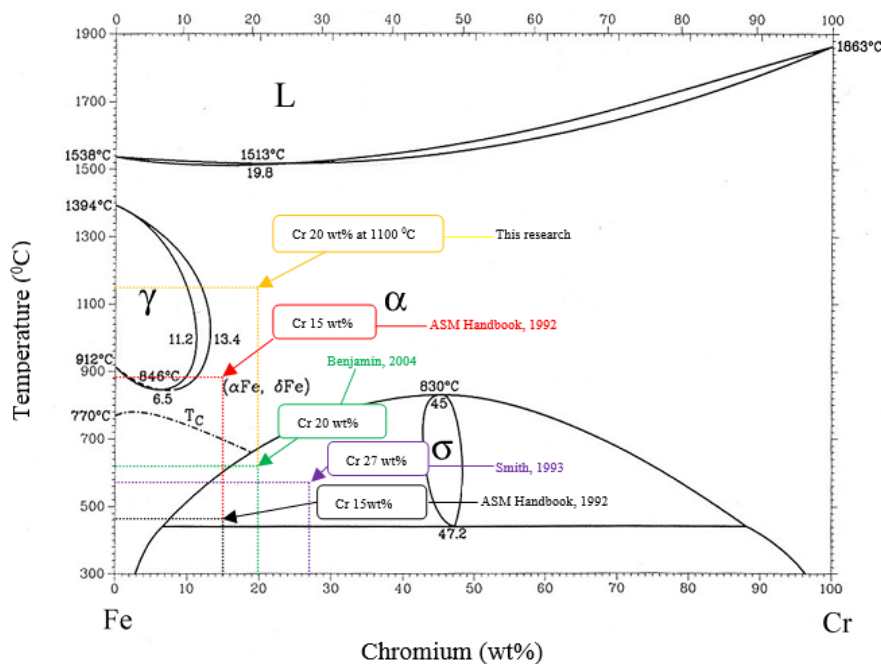 0 10 20 30 40 50 60 70 80 90 100
1900
1863°C
1700
L
1538°C
1513°C
1500
19.8
1394°C
1300
Cr 20 wt% at 1100 ⁰C
This research
Temperature (⁰C)
γ
α
1100
Cr 15 wt%
ASM Handbook, 1992
11.2
13.4
Benjamin, 2004
912°C
900
846°C
(αFe, δFe)
830°C
6.5
45
770°C
TC
Cr 20 wt%
700
σ
Cr 27 wt%
Smith, 1993
Cr 15wt%
ASM Handbook, 1992
500
47.2
300
0 10 20 30 40 50 60 70 80 90 100
Fe
Cr
Chromium (wt%)